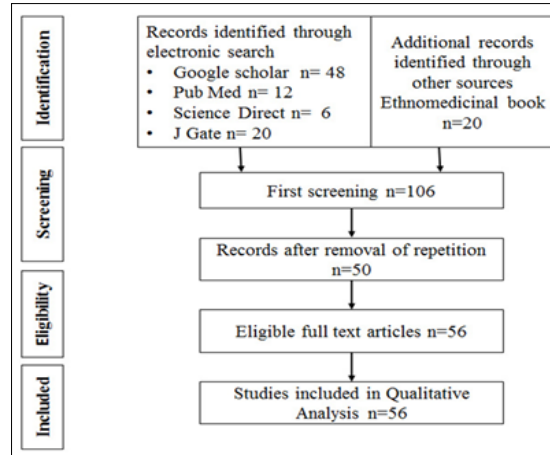 Identification
Records identified through
electronic search
• Google scholar n= 48
• Pub Med n= 12
• Science Direct n= 6
• J Gate n= 20
Additional records
identified through
other sources
Ethnomedicinal book
n=20
Screening
First screening n=106
Records after removal of repetition
n=50
Eligibility
Eligible full text articles n=56
Included
Studies included in Qualitative
Analysis n=56